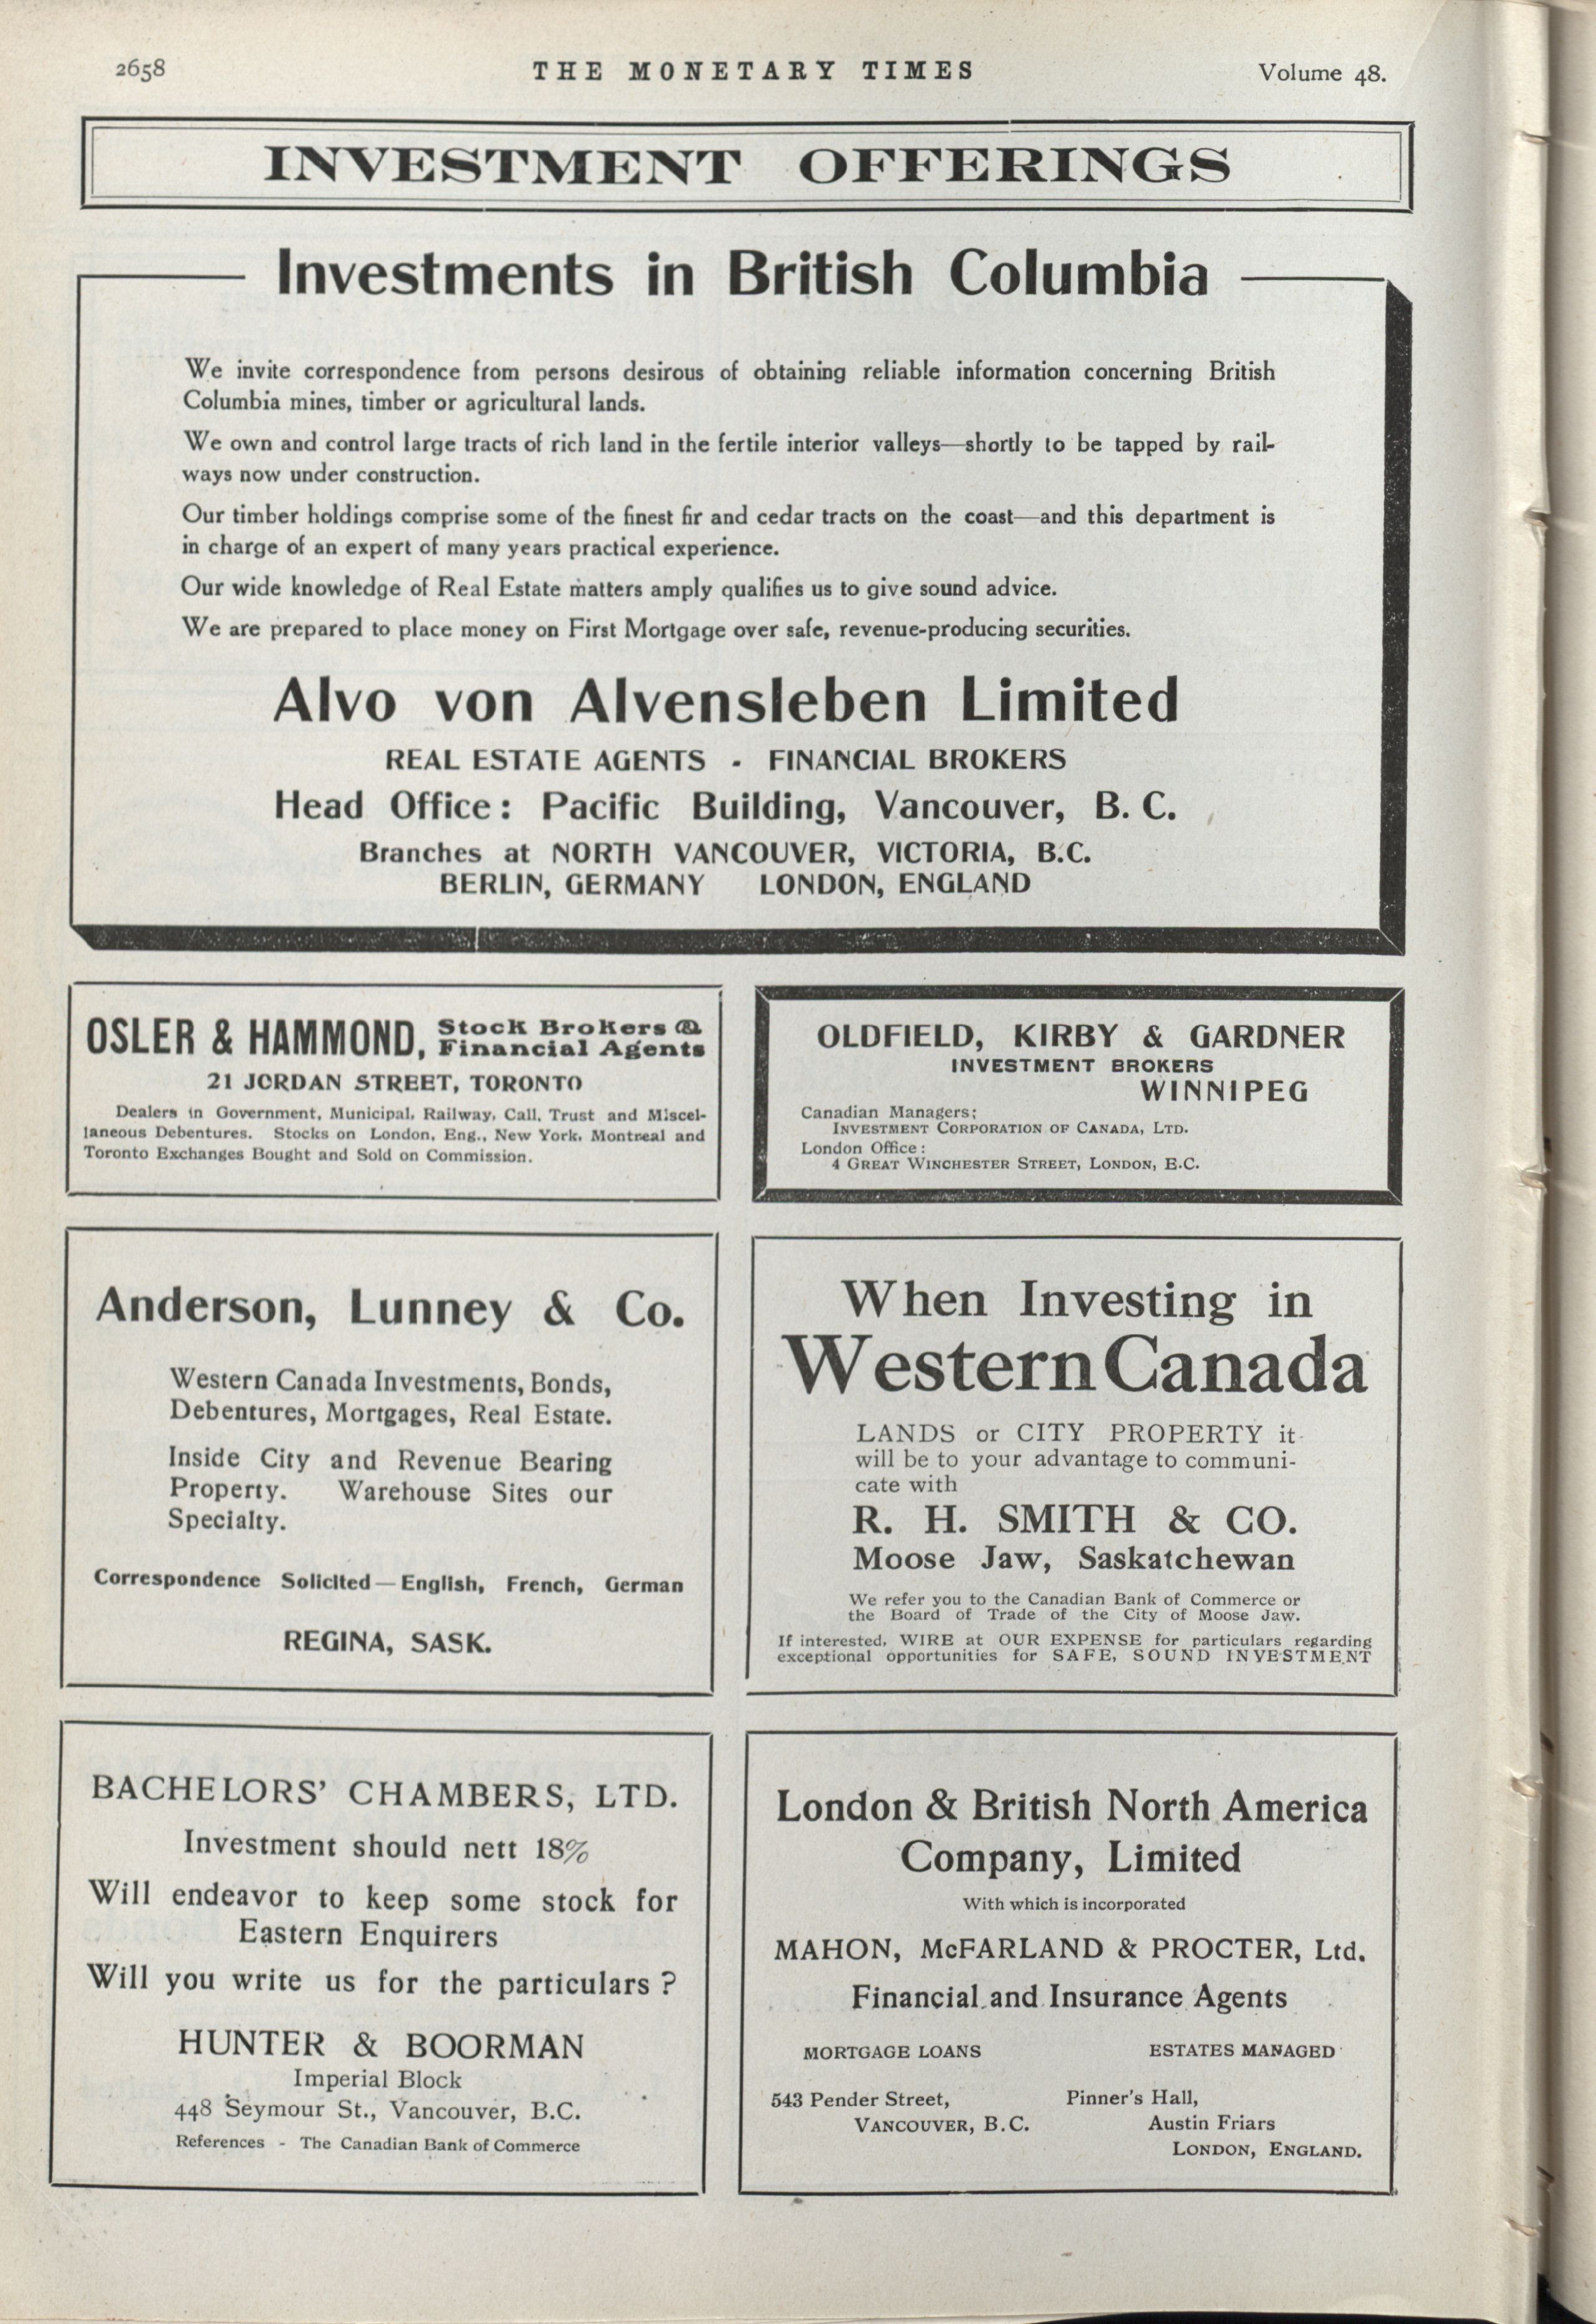 2658
THE MONETARY TIMES
Volume 48.
INVESTMENT OFFERINGS
Investments in British Columbia
We invite correspondence from persons desirous of obtaining reliable information concerning British
Columbia mines, timber or agricultural lands.
We own and control large tracts of rich land in the fertile interior valleys—shortly to be tapped by rail-
ways now under construction.
Our timber holdings comprise some of the finest fir and cedar tracts on the coast—and this department is
in charge of an expert of many years practical experience.
Our wide knowledge of Real Estate matters amply qualifies us to give sound advice.
We are prepared to place money on First Mortgage over safe, revenue-producing securities.
Alvo von Alvensleben Limited
REAL ESTATE AGENTS - FINANCIAL BROKERS
Head Office: Pacific Building, Vancouver, B. C.
Branches at NORTH VANCOUVER, VICTORIA, B.C.
BERLIN, GERMANY LONDON, ENGLAND
OSLER & HAMMOND, Stock Brokers &
Financial Agents
21 JORDAN STREET, TORONTO
Dealers in Government, Municipal, Railway, Call, Trust and Miscel-
laneous Debentures. Stocks on London, Eng., New York, Montreal and
Toronto Exchanges Bought and Sold on Commission.
OLDFIELD, KIRBY & GARDNER
INVESTMENT BROKERS
WINNIPEG
Canadian Managers:
INVESTMENT CORPORATION OF CANADA, LTD.
London Office:
4 GREAT WINCHESTER STREET, LONDON, E.C.
Anderson, Lunney & Co.
Western Canada Investments, Bonds,
Debentures, Mortgages, Real Estate.
Inside City and Revenue Bearing
Property. Warehouse Sites our
Specialty.
Correspondence Solicited—English, French, German
REGINA, SASK.
When Investing in
Western Canada
LANDS or CITY PROPERTY it
will be to your advantage to communi-
cate with
R. H. SMITH & CO.
Moose Jaw, Saskatchewan
We refer you to the Canadian Bank of Commerce or
the Board of Trade of the City of Moose Jaw.
If interested, WIRE at OUR EXPENSE for particulars regarding
exceptional opportunities for SAFE, SOUND INVESTMENT
BACHELORS' CHAMBERS, LTD.
Investment should nett 18%
Will endeavor to keep some stock for
Eastern Enquirers
Will you write us for the particulars ?
HUNTER & BOORMAN
Imperial Block
448 Seymour St., Vancouver, B.C.
References - The Canadian Bank of Commerce
London & British North America
Company, Limited
With which is incorporated
MAHON, McFARLAND & PROCTER, Ltd.
Financial and Insurance Agents
MORTGAGE LOANS ESTATES MANAGED
543 Pender Street,
VANCOUVER, B.C.
Pinner's Hall,
Austin Friars
LONDON, ENGLAND.